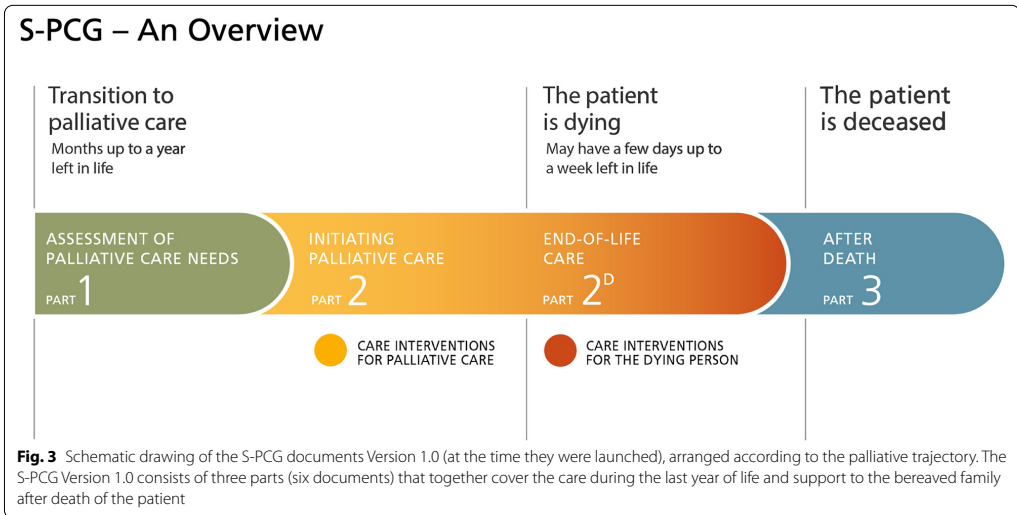 S-PCG – An Overview
Transition to
palliative care
Months up to a year
left in life
The patient
is dying
May have a few days up to
a week left in life
The patient
is deceased
ASSESSMENT OF
PALLIATIVE CARE NEEDS
PART 1
INITIATING
PALLIATIVE CARE
PART 2
END-OF-LIFE
CARE
PART 2D
AFTER
DEATH
PART 3
CARE INTERVENTIONS
FOR PALLIATIVE CARE
CARE INTERVENTIONS
FOR THE DYING PERSON
Fig. 3 Schematic drawing of the S-PCG documents Version 1.0 (at the time they were launched), arranged according to the palliative trajectory. The
S-PCG Version 1.0 consists of three parts (six documents) that together cover the care during the last year of life and support to the bereaved family
after death of the patient